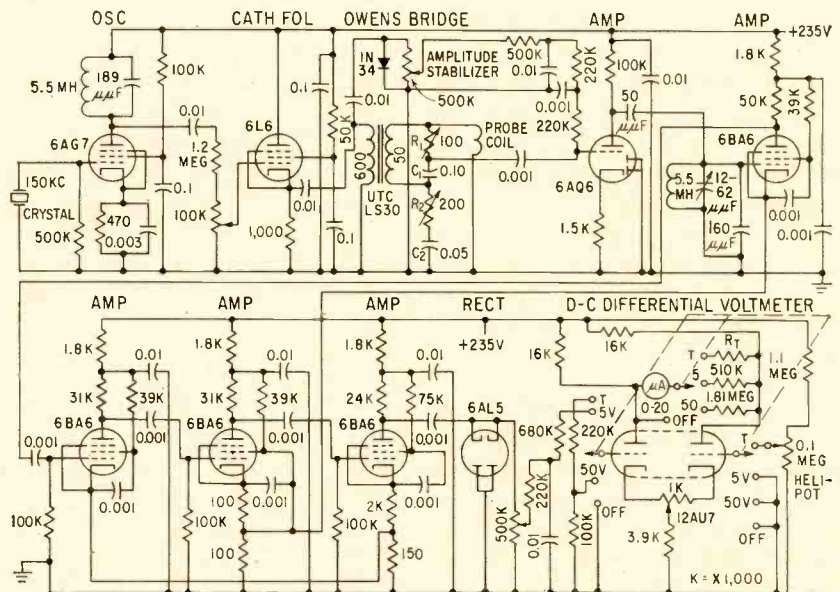 OSC
CATH FOL
OWENS BRIDGE
AMP
AMP
+235V
5.5MH
189
μμF
100K
0.01
6AG7
1.2
MEG
6L6
0.1
50K
0.01
1N
34
AMPLITUDE
STABILIZER
500K
500K
0.01
0.001
220K
220K
100K
0.01
50
μμF
1.8K
50K
39K
6BA6
150KC
CRYSTAL
500K
470
0.003
0.1
100K
1,000
0.01
0.1
600
50
UTC
LS30
R1
100
C1
0.10
R2
200
C2
0.05
PROBE
COIL
0.001
6AQ6
1.5K
5.5
MH
12-
62
μμF
160
μμF
0.001
0.001
AMP
AMP
AMP
RECT
D-C DIFFERENTIAL VOLTMETER
+235V
1.8K
0.01
31K
39K
6BA6
0.001
0.001
0.001
100K
1.8K
0.01
31K
39K
6BA6
0.001
0.001
100K
100
100
1.8K
0.01
24K
75K
6BA6
0.001
0.001
100K
2K
150
6AL5
500K
220K
0.01
680K
16K
16K
T
5V
220K
50V
OFF
100K
μA
0-20
T
RT
5
510K
50
1.81MEG
OFF
1.1
MEG
T
0.1
MEG
HELI-
POT
5V
50V
OFF
1K
12AU7
3.9K
K = X 1,000